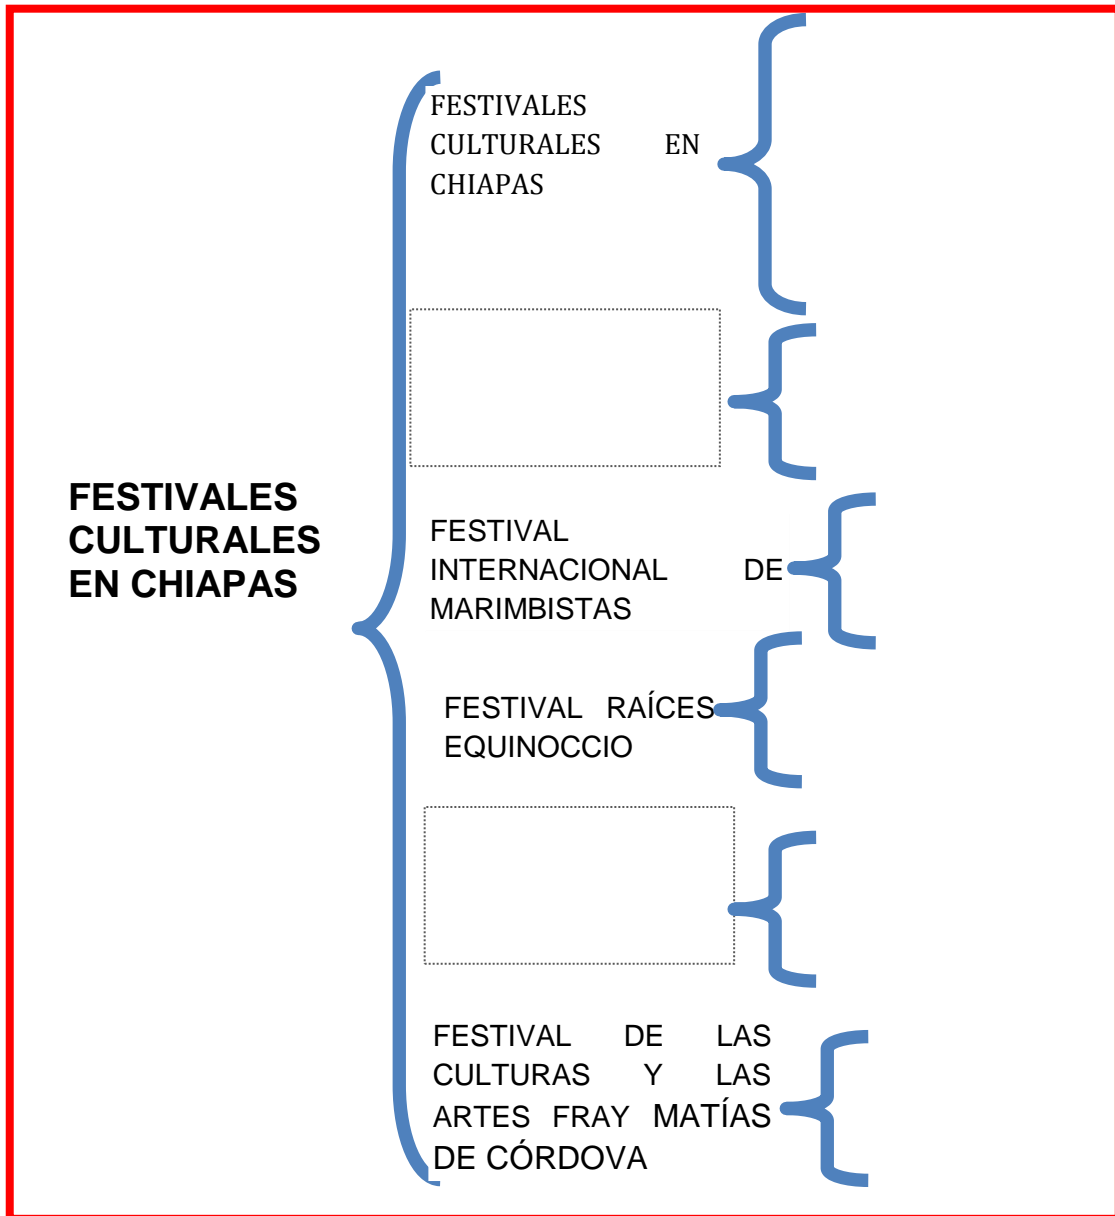 FESTIVALES
CULTURALES EN
CHIAPAS
FESTIVALES
CULTURALES
EN CHIAPAS
FESTIVAL
INTERNACIONAL DE
MARIMBISTAS
FESTIVAL RAÍCES
EQUINOCCIO
FESTIVAL DE LAS
CULTURAS Y LAS
ARTES FRAY MATÍAS
DE CÓRDOVA